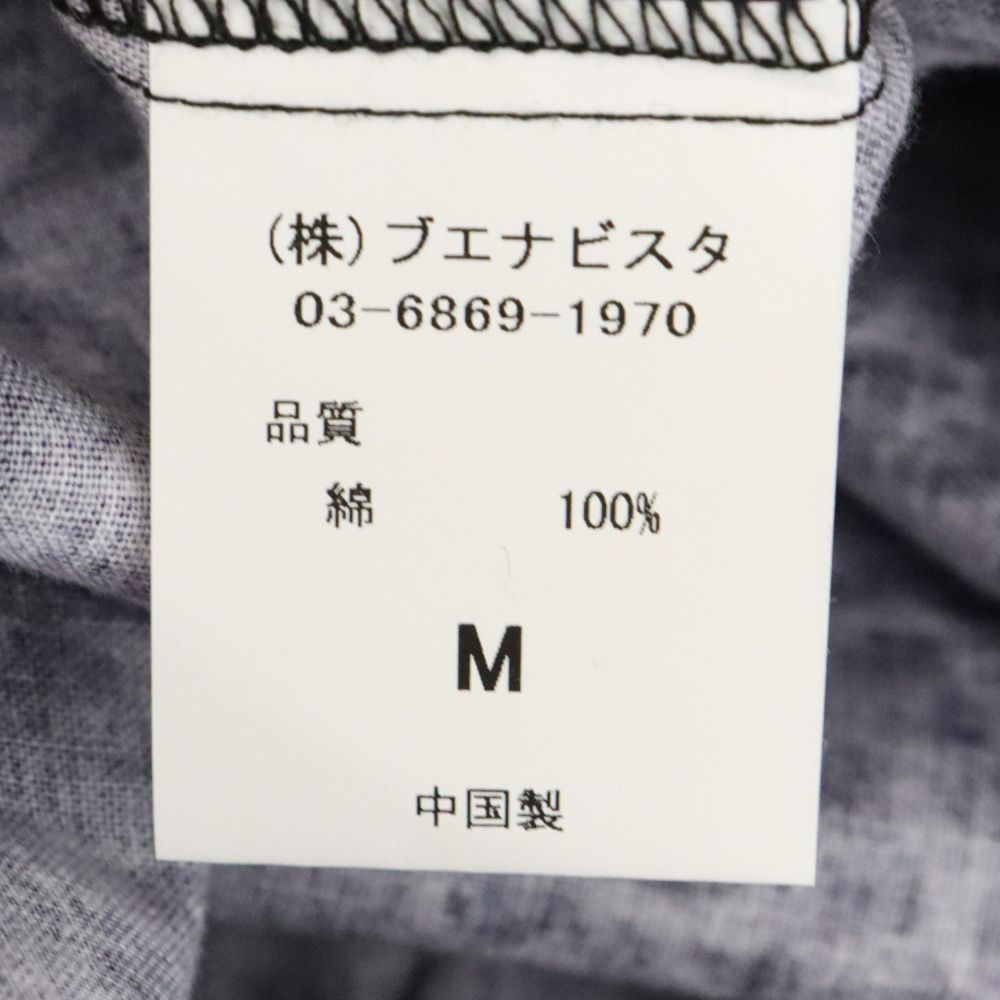 (株)ブエナビスタ
03-6869-1970
品質
綿 100%
M
中国製